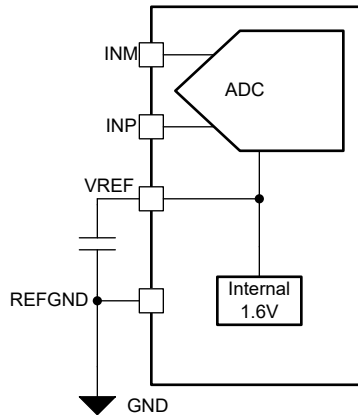 INM
ADC
INP
VREF
Internal
1.6V
REFGND
GND